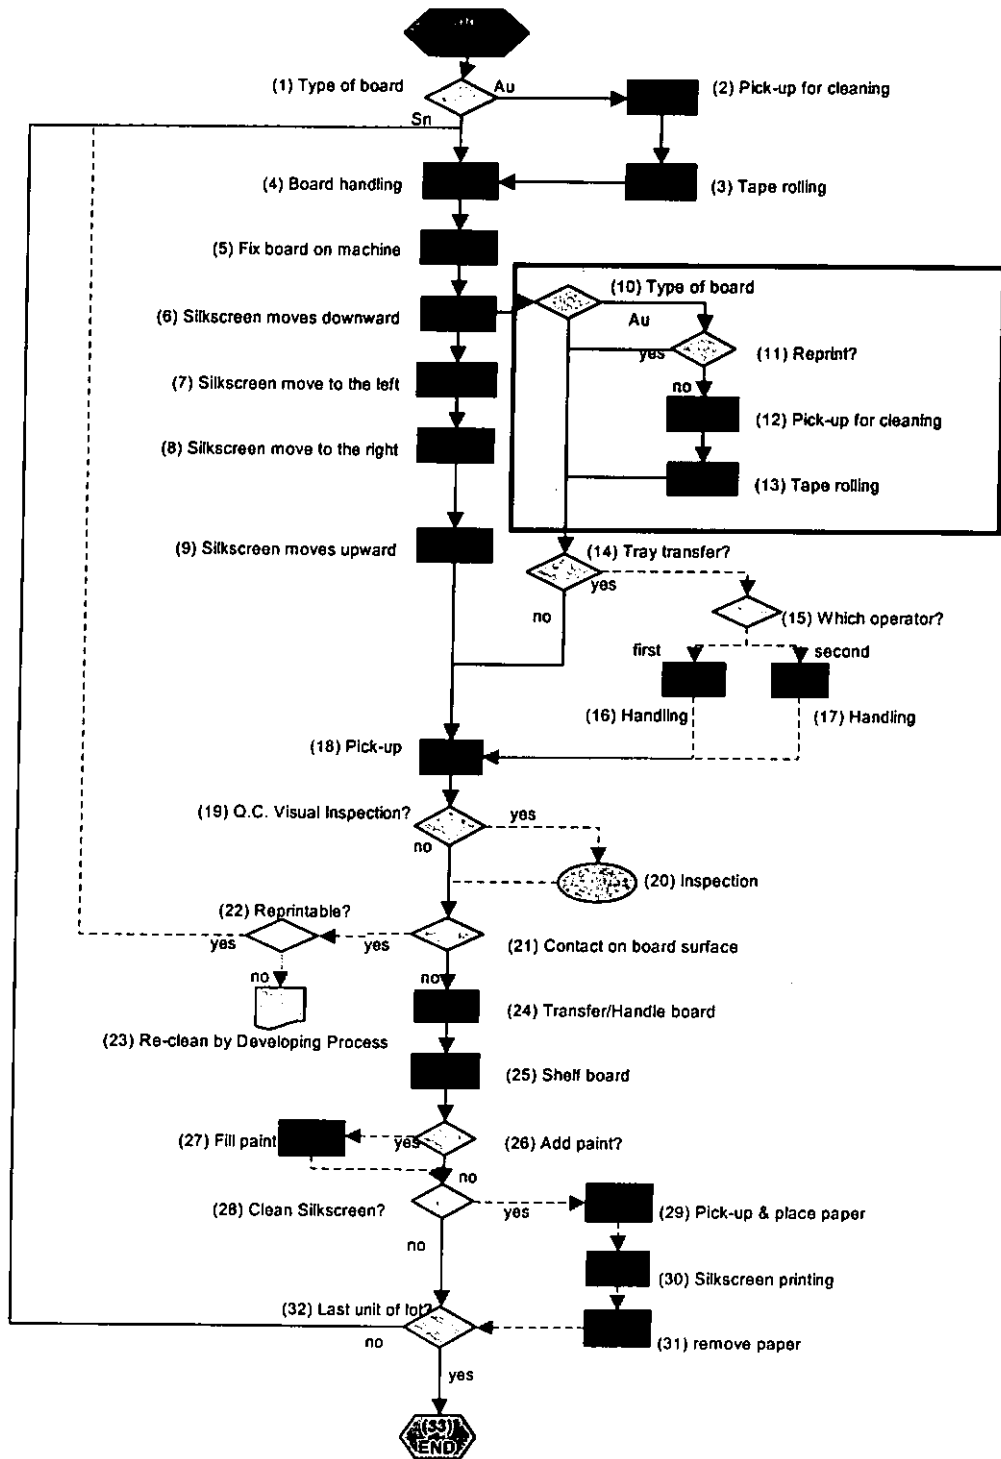 (1) Type of board
Au
(2) Pick-up for cleaning
Sn
(4) Board handling
(3) Tape rolling
(5) Fix board on machine
(10) Type of board
(6) Silkscreen moves downward
Au
yes
(11) Reprint?
(7) Silkscreen move to the left
no
(12) Pick-up for cleaning
(8) Silkscreen move to the right
(13) Tape rolling
(9) Silkscreen moves upward
(14) Tray transfer?
yes
no
(15) Which operator?
first
second
(16) Handling
(17) Handling
(18) Pick-up
(19) Q.C. Visual Inspection?
yes
no
(20) Inspection
(22) Reprintable?
yes
yes
(21) Contact on board surface
no
no
(24) Transfer/Handle board
(23) Re-clean by Developing Process
(25) Shelf board
(27) Fill paint
yes
(26) Add paint?
no
(28) Clean Silkscreen?
yes
(29) Pick-up & place paper
no
(30) Silkscreen printing
(32) Last unit of lot?
no
(31) remove paper
yes
(33)
END